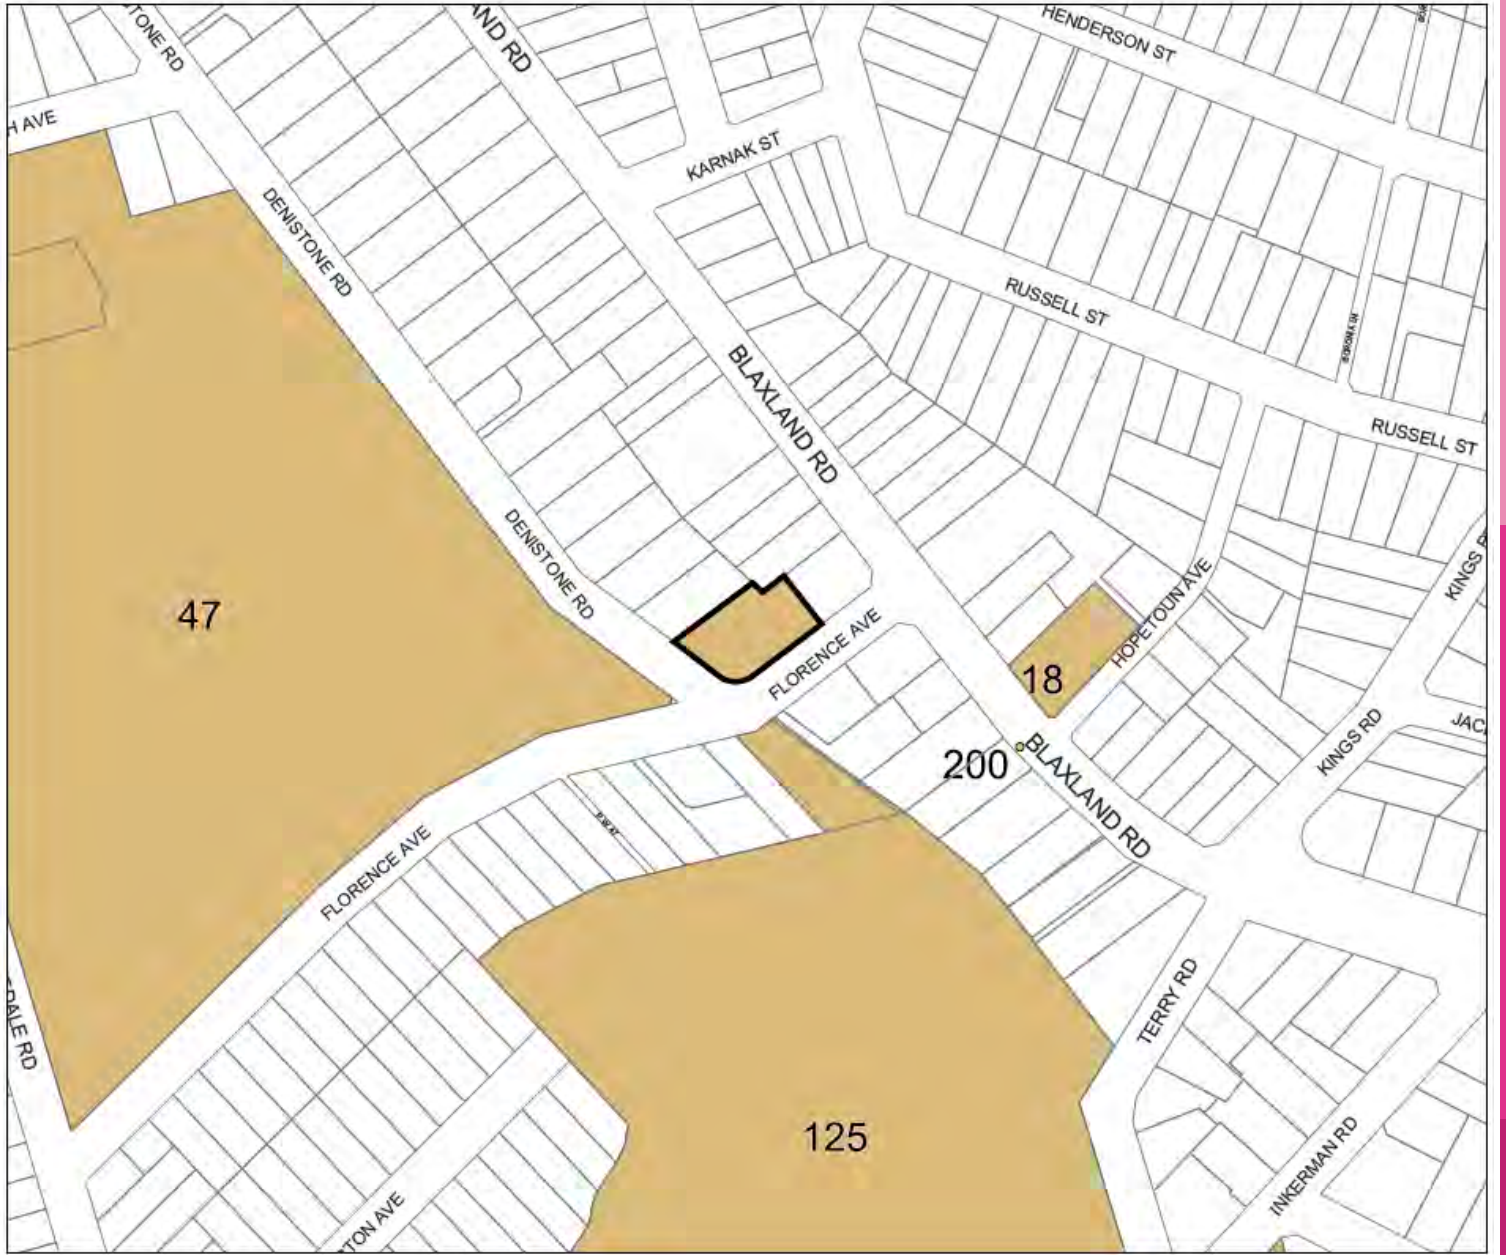 TONE RD
AND RD
HENDERSON ST
H AVE
KARNAK ST
DENISTONE RD
RUSSELL ST
BLAXLAND RD
RUSSELL ST
DENISTONE RD
KINGS R
HOPETOUN AVE
47
FLORENCE AVE
18
JAC
KINGS RD
200
BLAXLAND RD
FLORENCE AVE
TERRY RD
DALE RD
125
INKERMAN RD
TON AVE